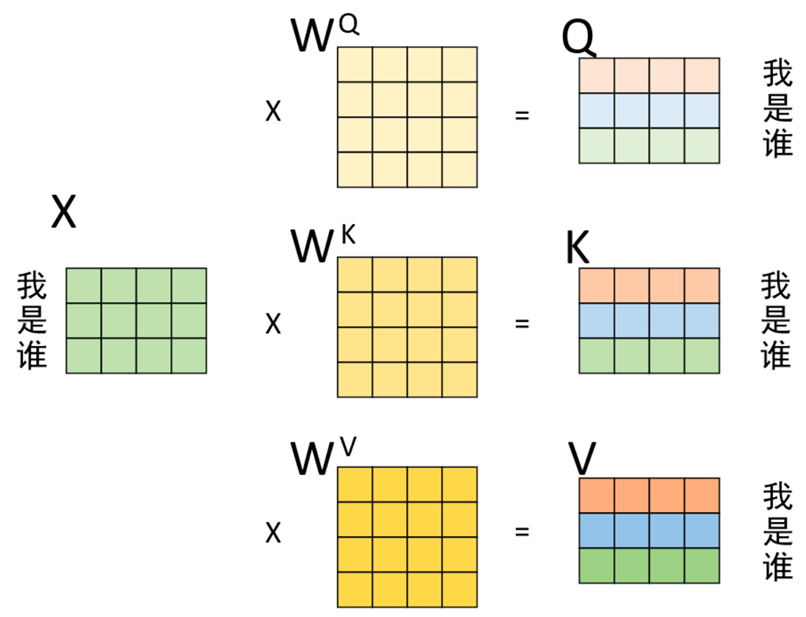 W^Q
Q
X
=
我
是
谁
X
我
是
谁
W^K
K
X
=
我
是
谁
W^V
V
X
=
我
是
谁